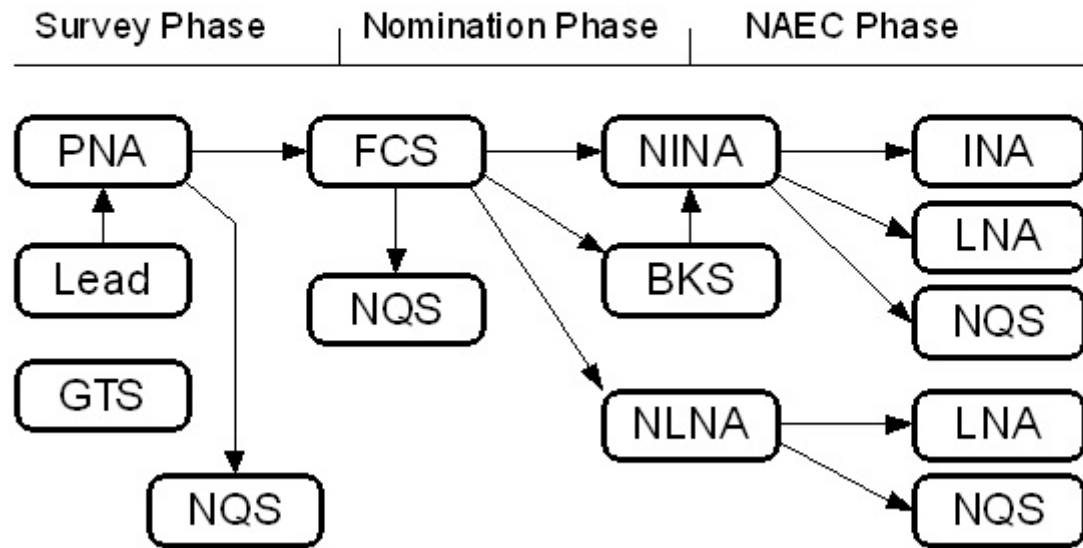 Survey Phase
Nomination Phase
NAEC Phase
PNA
FCS
NINA
INA
Lead
NQS
BKS
LNA
NQS
GTS
NLNA
LNA
NQS
NQS